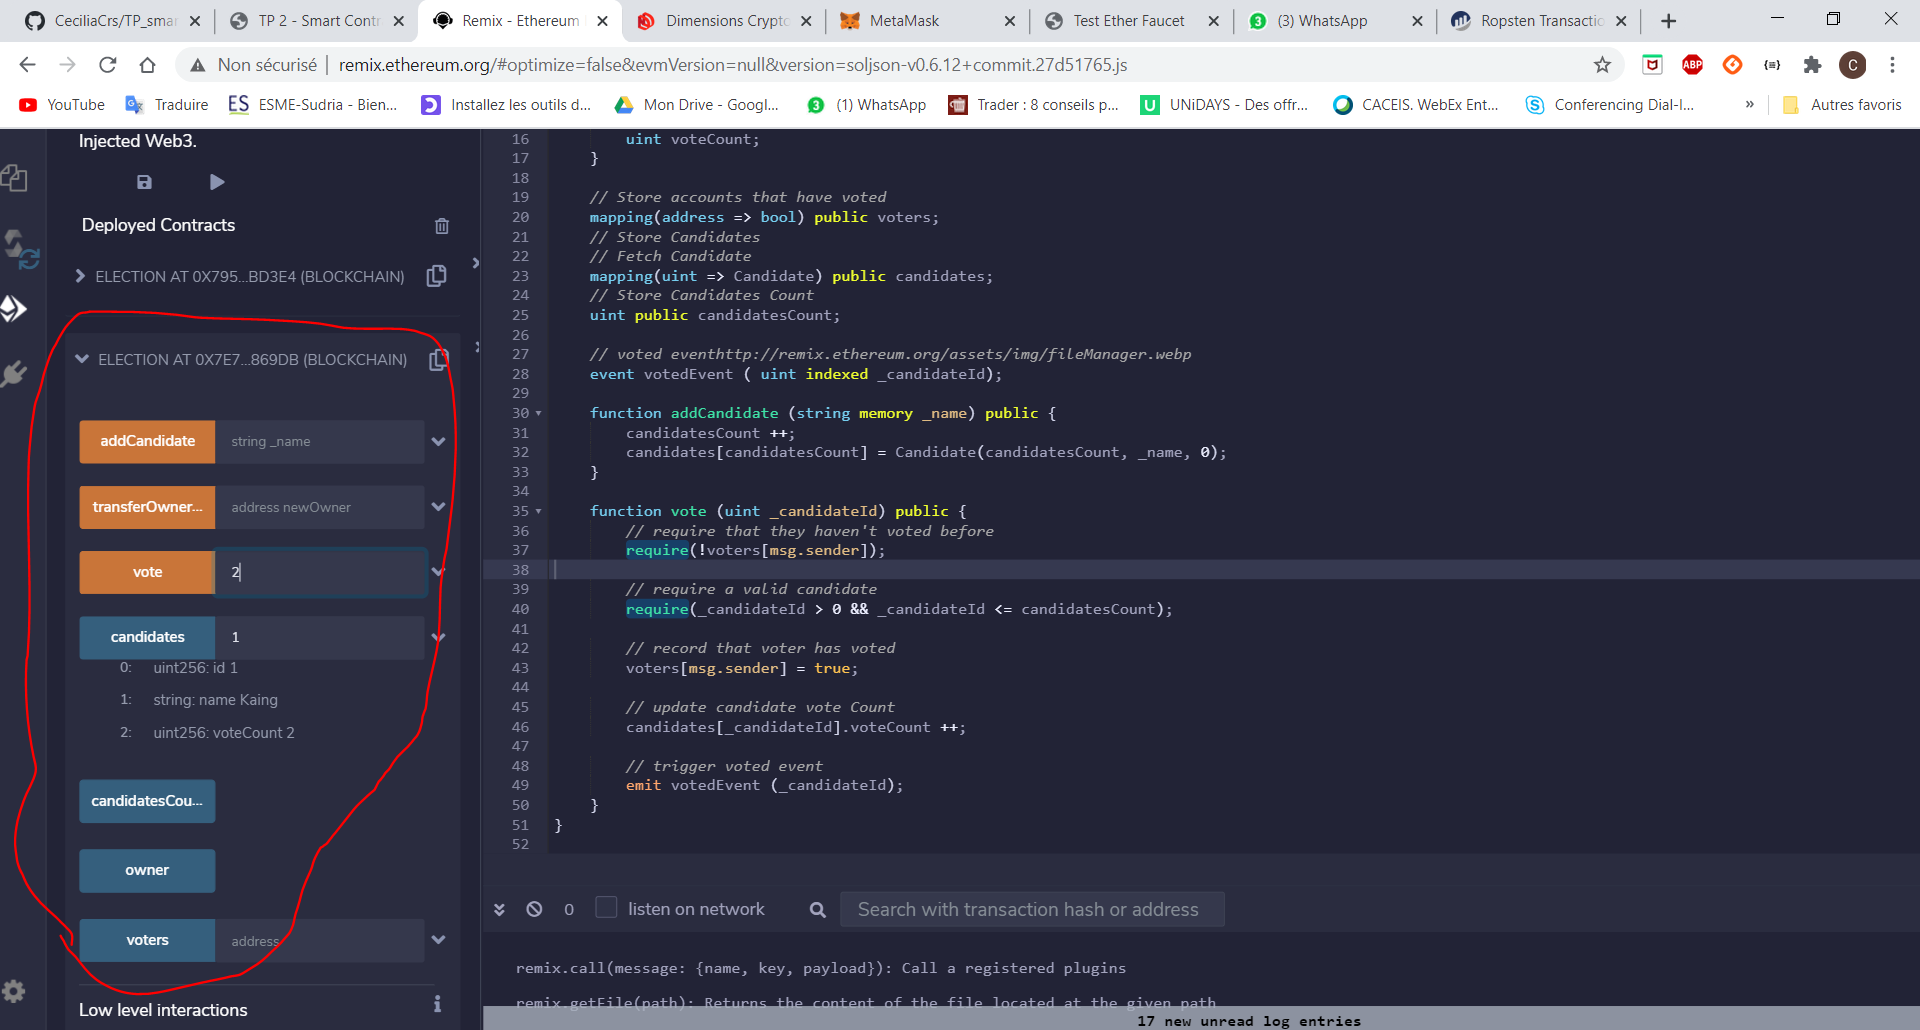 CeciliaCrs/TP_smar
TP 2 - Smart Contr
Remix - Ethereum
Dimensions Crypto
MetaMask
Test Ether Faucet
(3) WhatsApp
Ropsten Transactio
Non sécurisé
remix.ethereum.org/#optimize=false&evmVersion=null&version=soljson-v0.6.12+commit.27d51765.js
ABP
C
YouTube
Traduire
ES ESME-Sudria - Bien...
Installez les outils d...
Mon Drive - Googl...
(1) WhatsApp
Trader : 8 conseils p...
UNiDAYS - Des offr...
CACEIS. WebEx Ent...
Conferencing Dial-I...
»
Autres favoris
Injected Web3.
Deployed Contracts
ELECTION AT 0X795...BD3E4 (BLOCKCHAIN)
ELECTION AT 0X7E7...869DB (BLOCKCHAIN)
addCandidate string _name
transferOwner... address newOwner
vote 2
candidates 1
0: uint256: id 1
1: string: name Kaing
2: uint256: voteCount 2
candidatesCou...
owner
voters address
Low level interactions
16 uint voteCount;
17 }
18
19 // Store accounts that have voted
20 mapping(address => bool) public voters;
21 // Store Candidates
22 // Fetch Candidate
23 mapping(uint => Candidate) public candidates;
24 // Store Candidates Count
25 uint public candidatesCount;
26
27 // voted eventhttp://remix.ethereum.org/assets/img/fileManager.webp
28 event votedEvent ( uint indexed _candidateId);
29
30 function addCandidate (string memory _name) public {
31 candidatesCount ++;
32 candidates[candidatesCount] = Candidate(candidatesCount, _name, 0);
33 }
34
35 function vote (uint _candidateId) public {
36 // require that they haven't voted before
37 require(!voters[msg.sender]);
38
39 // require a valid candidate
40 require(_candidateId > 0 && _candidateId <= candidatesCount);
41
42 // record that voter has voted
43 voters[msg.sender] = true;
44
45 // update candidate vote Count
46 candidates[_candidateId].voteCount ++;
47
48 // trigger voted event
49 emit votedEvent (_candidateId);
50 }
51 }
52
0 listen on network Search with transaction hash or address
remix.call(message: {name, key, payload}): Call a registered plugins
remix.getFile(path): Returns the content of the file located at the given path
17 new unread log entries